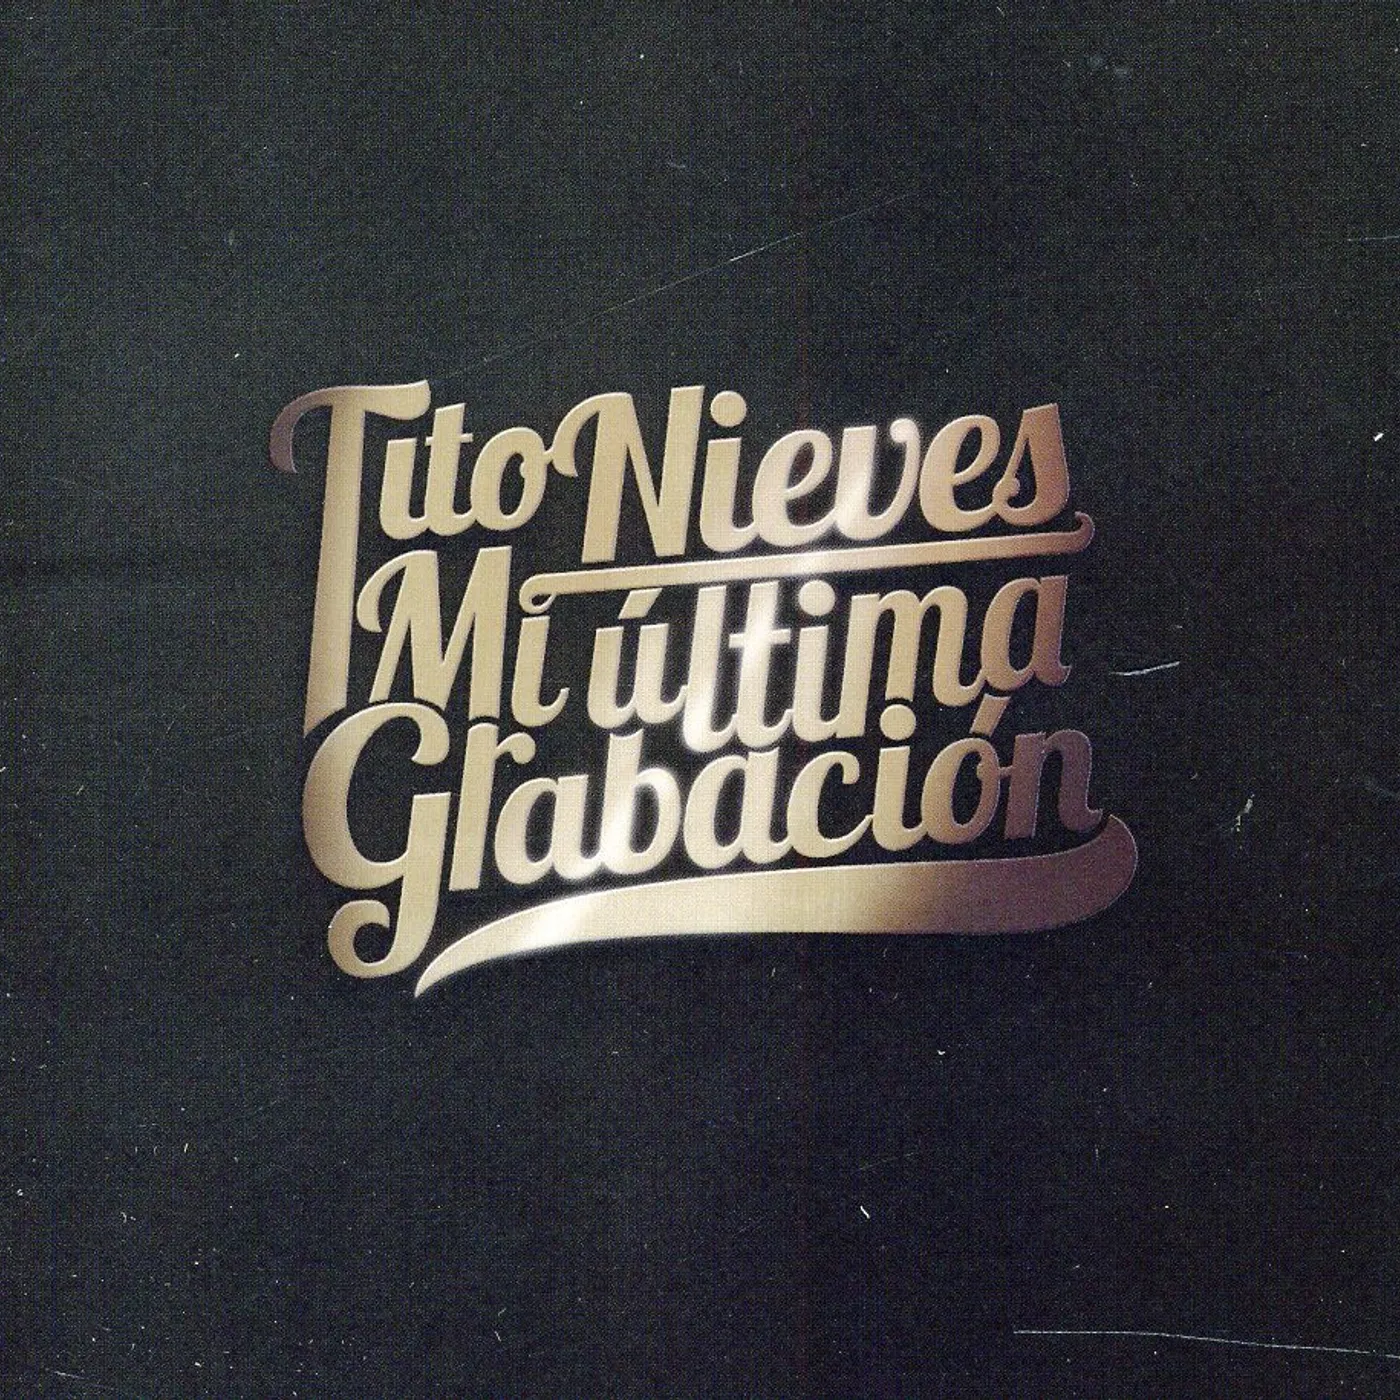 Tito Nieves
Mi última
Grabación